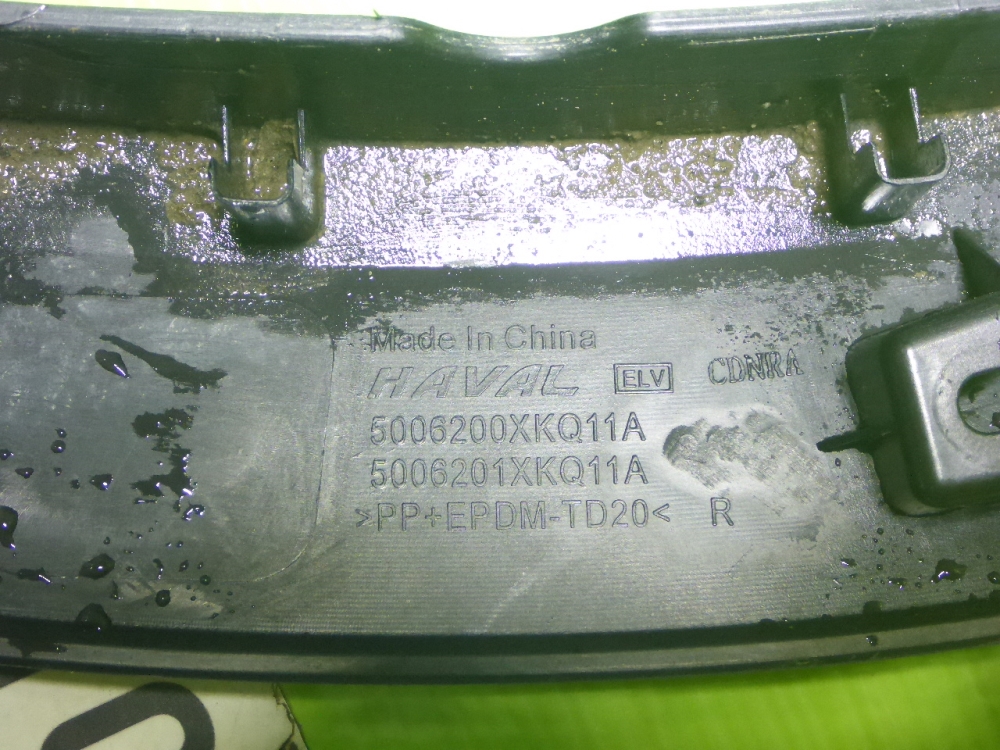 Made In China
HAVAL ELV CDNRA
5006200XKQ11A
5006201XKQ11A
>PP+EPDM-TD20< R